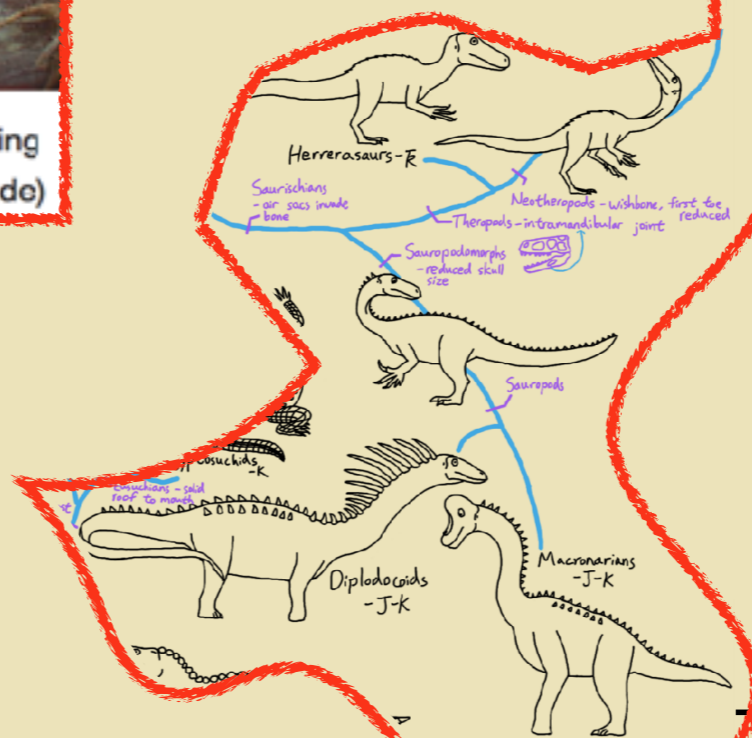 ing
de)
Herrerasaurs-Ŧ
Saurischians
- air sacs invade
bone
Neotheropods - wishbone, first toe
reduced
Theropods - intramandibular joint
Sauropodomorphs
- reduced skull
size
Sauropods
osuchids
-K
Eusuchians - solid
roof to mouth
st
Diplodocoids
-J-K
Macronarians
-J-K
A